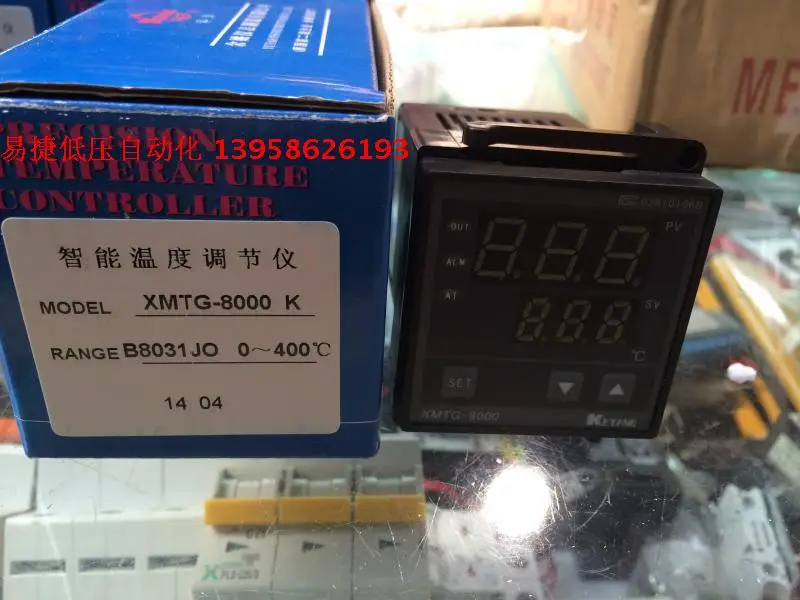 PRECISION
TEMPERATURE
CONTROLLER
易捷低压自动化 13958626193
智能温度调节仪
MODEL XMTG-8000 K
RANGE B8031JO 0～400℃
14 04
ME
OUT
PV
ALM
AT
SV
℃
SET
XMTG-8000